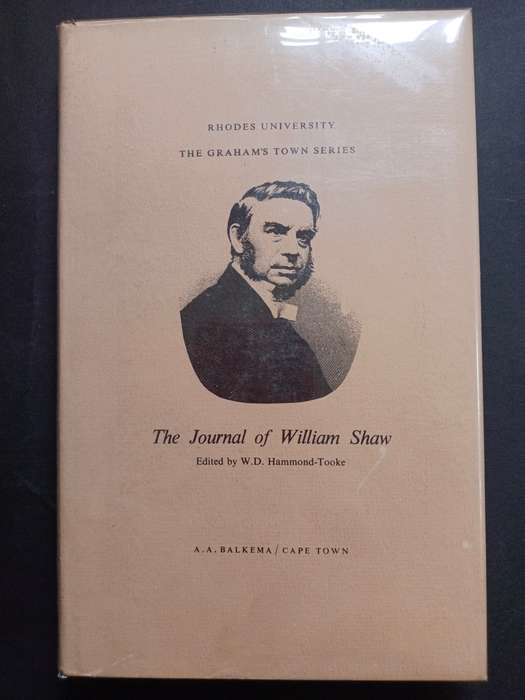 RHODES UNIVERSITY
THE GRAHAM'S TOWN SERIES
The Journal of William Shaw
Edited by W.D. Hammond-Tooke
A.A. BALKEMA / CAPE TOWN